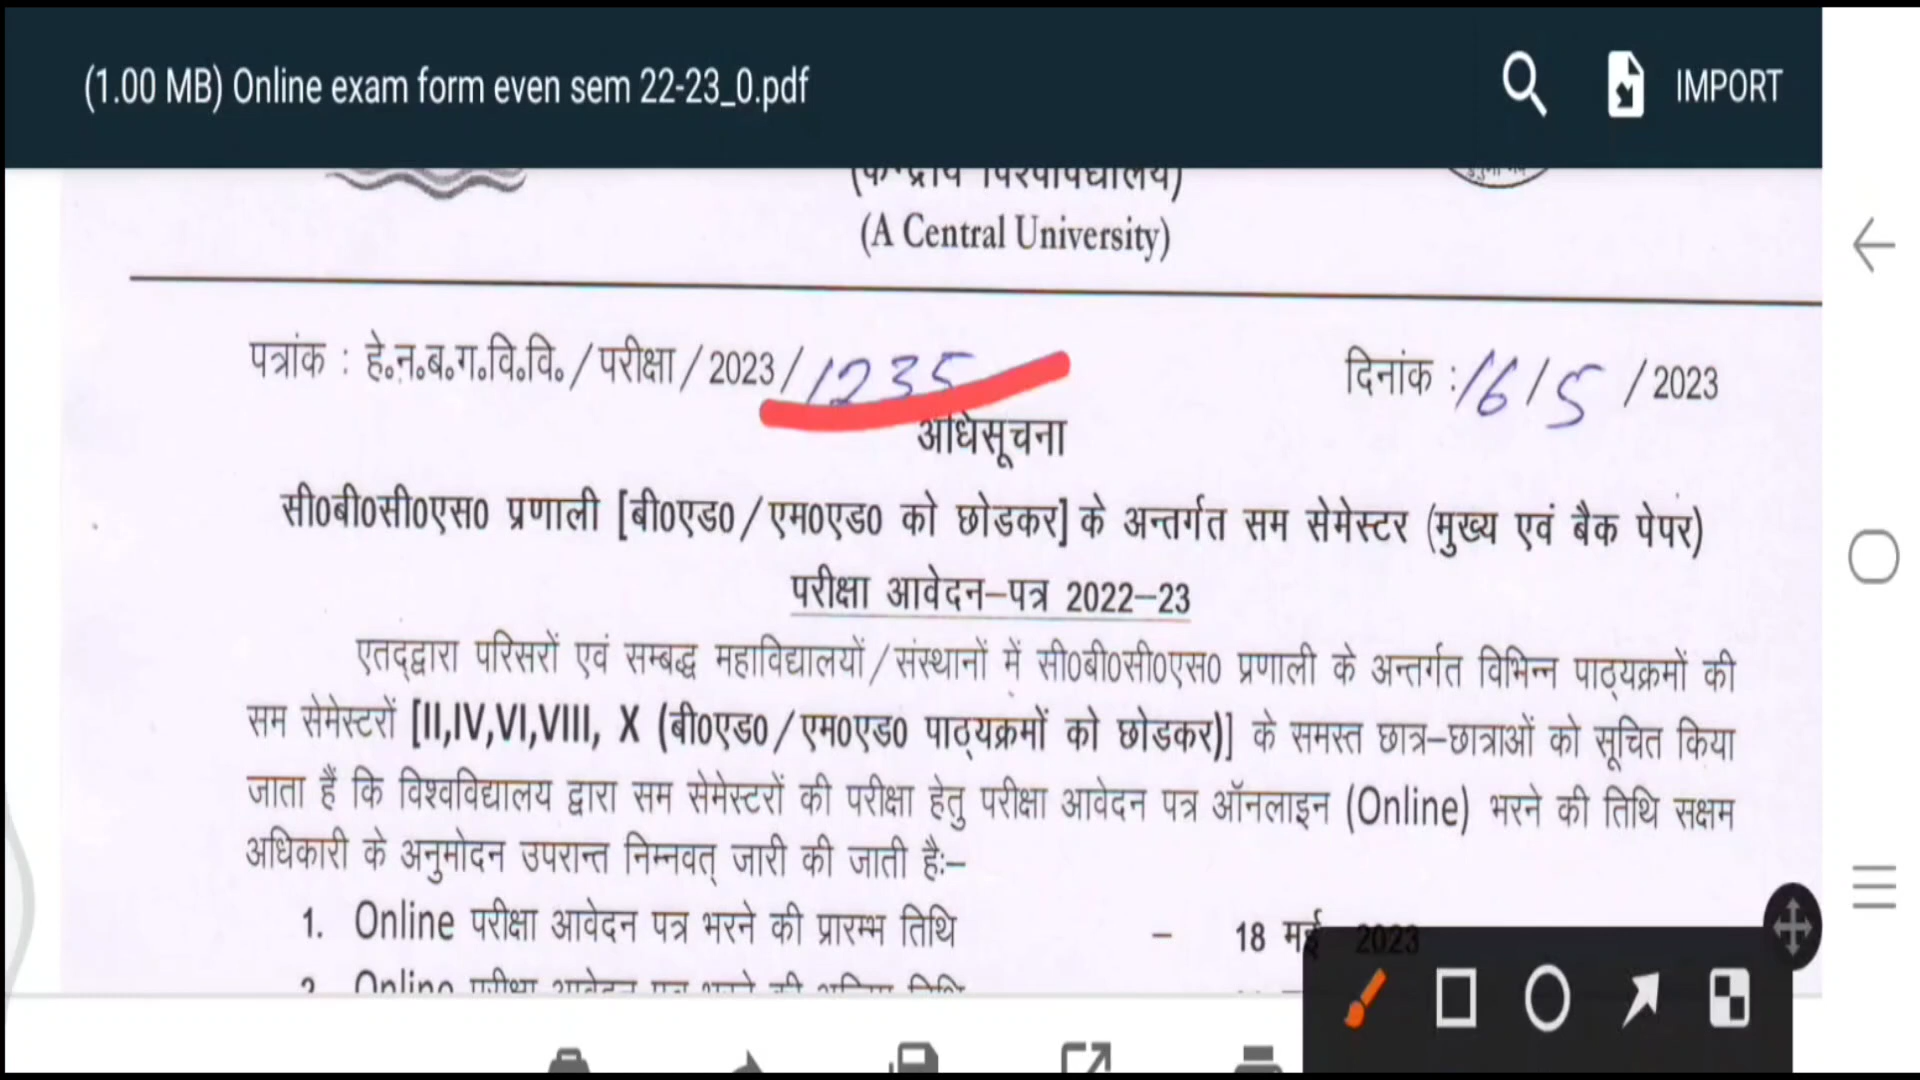 (1.00 MB) Online exam form even sem 22-23_0.pdf
IMPORT
(A Central University)
पत्रांक : हे.न.ब.ग.वि.वि. / परीक्षा / 2023 / 1235
दिनांक : 16/5 / 2023
अधिसूचना
सी0बी0सी0एस0 प्रणाली [बी0एड0/एम0एड0 को छोडकर] के अन्तर्गत सम सेमेस्टर (मुख्य एवं बैक पेपर)
परीक्षा आवेदन–पत्र 2022–23
एतद्द्वारा परिसरों एवं सम्बद्ध महाविद्यालयों/संस्थानों में सी0बी0सी0एस0 प्रणाली के अन्तर्गत विभिन्न पाठ्यक्रमों की
सम सेमेस्टरों [II,IV,VI,VIII, X (बी0एड0/एम0एड0 पाठ्यक्रमों को छोडकर)] के समस्त छात्र–छात्राओं को सूचित किया
जाता हैं कि विश्वविद्यालय द्वारा सम सेमेस्टरों की परीक्षा हेतु परीक्षा आवेदन पत्र ऑनलाइन (Online) भरने की तिथि सक्षम
अधिकारी के अनुमोदन उपरान्त निम्नवत् जारी की जाती है:–
1. Online परीक्षा आवेदन पत्र भरने की प्रारम्भ तिथि – 18 मई 2023